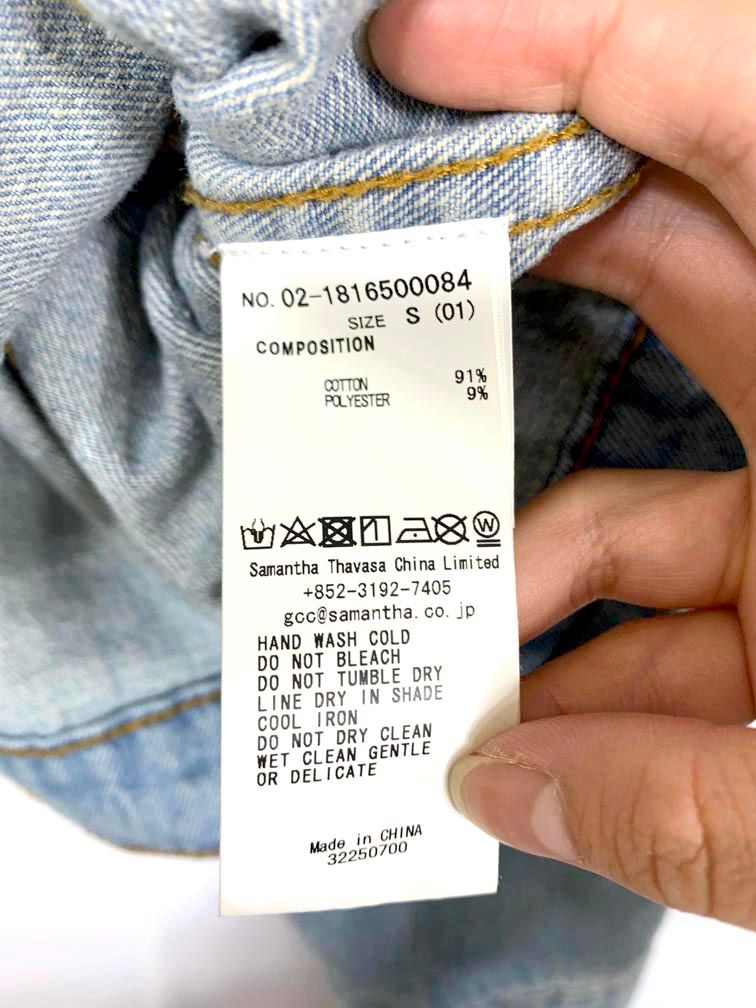 NO. 02-1816500084
SIZE S (01)
COMPOSITION
COTTON 91%
POLYESTER 9%
W
Samantha Thavasa China Limited
+852-3192-7405
gcc@samantha.co.jp
HAND WASH COLD
DO NOT BLEACH
DO NOT TUMBLE DRY
LINE DRY IN SHADE
COOL IRON
DO NOT DRY CLEAN
WET CLEAN GENTLE
OR DELICATE
Made in CHINA
32250700